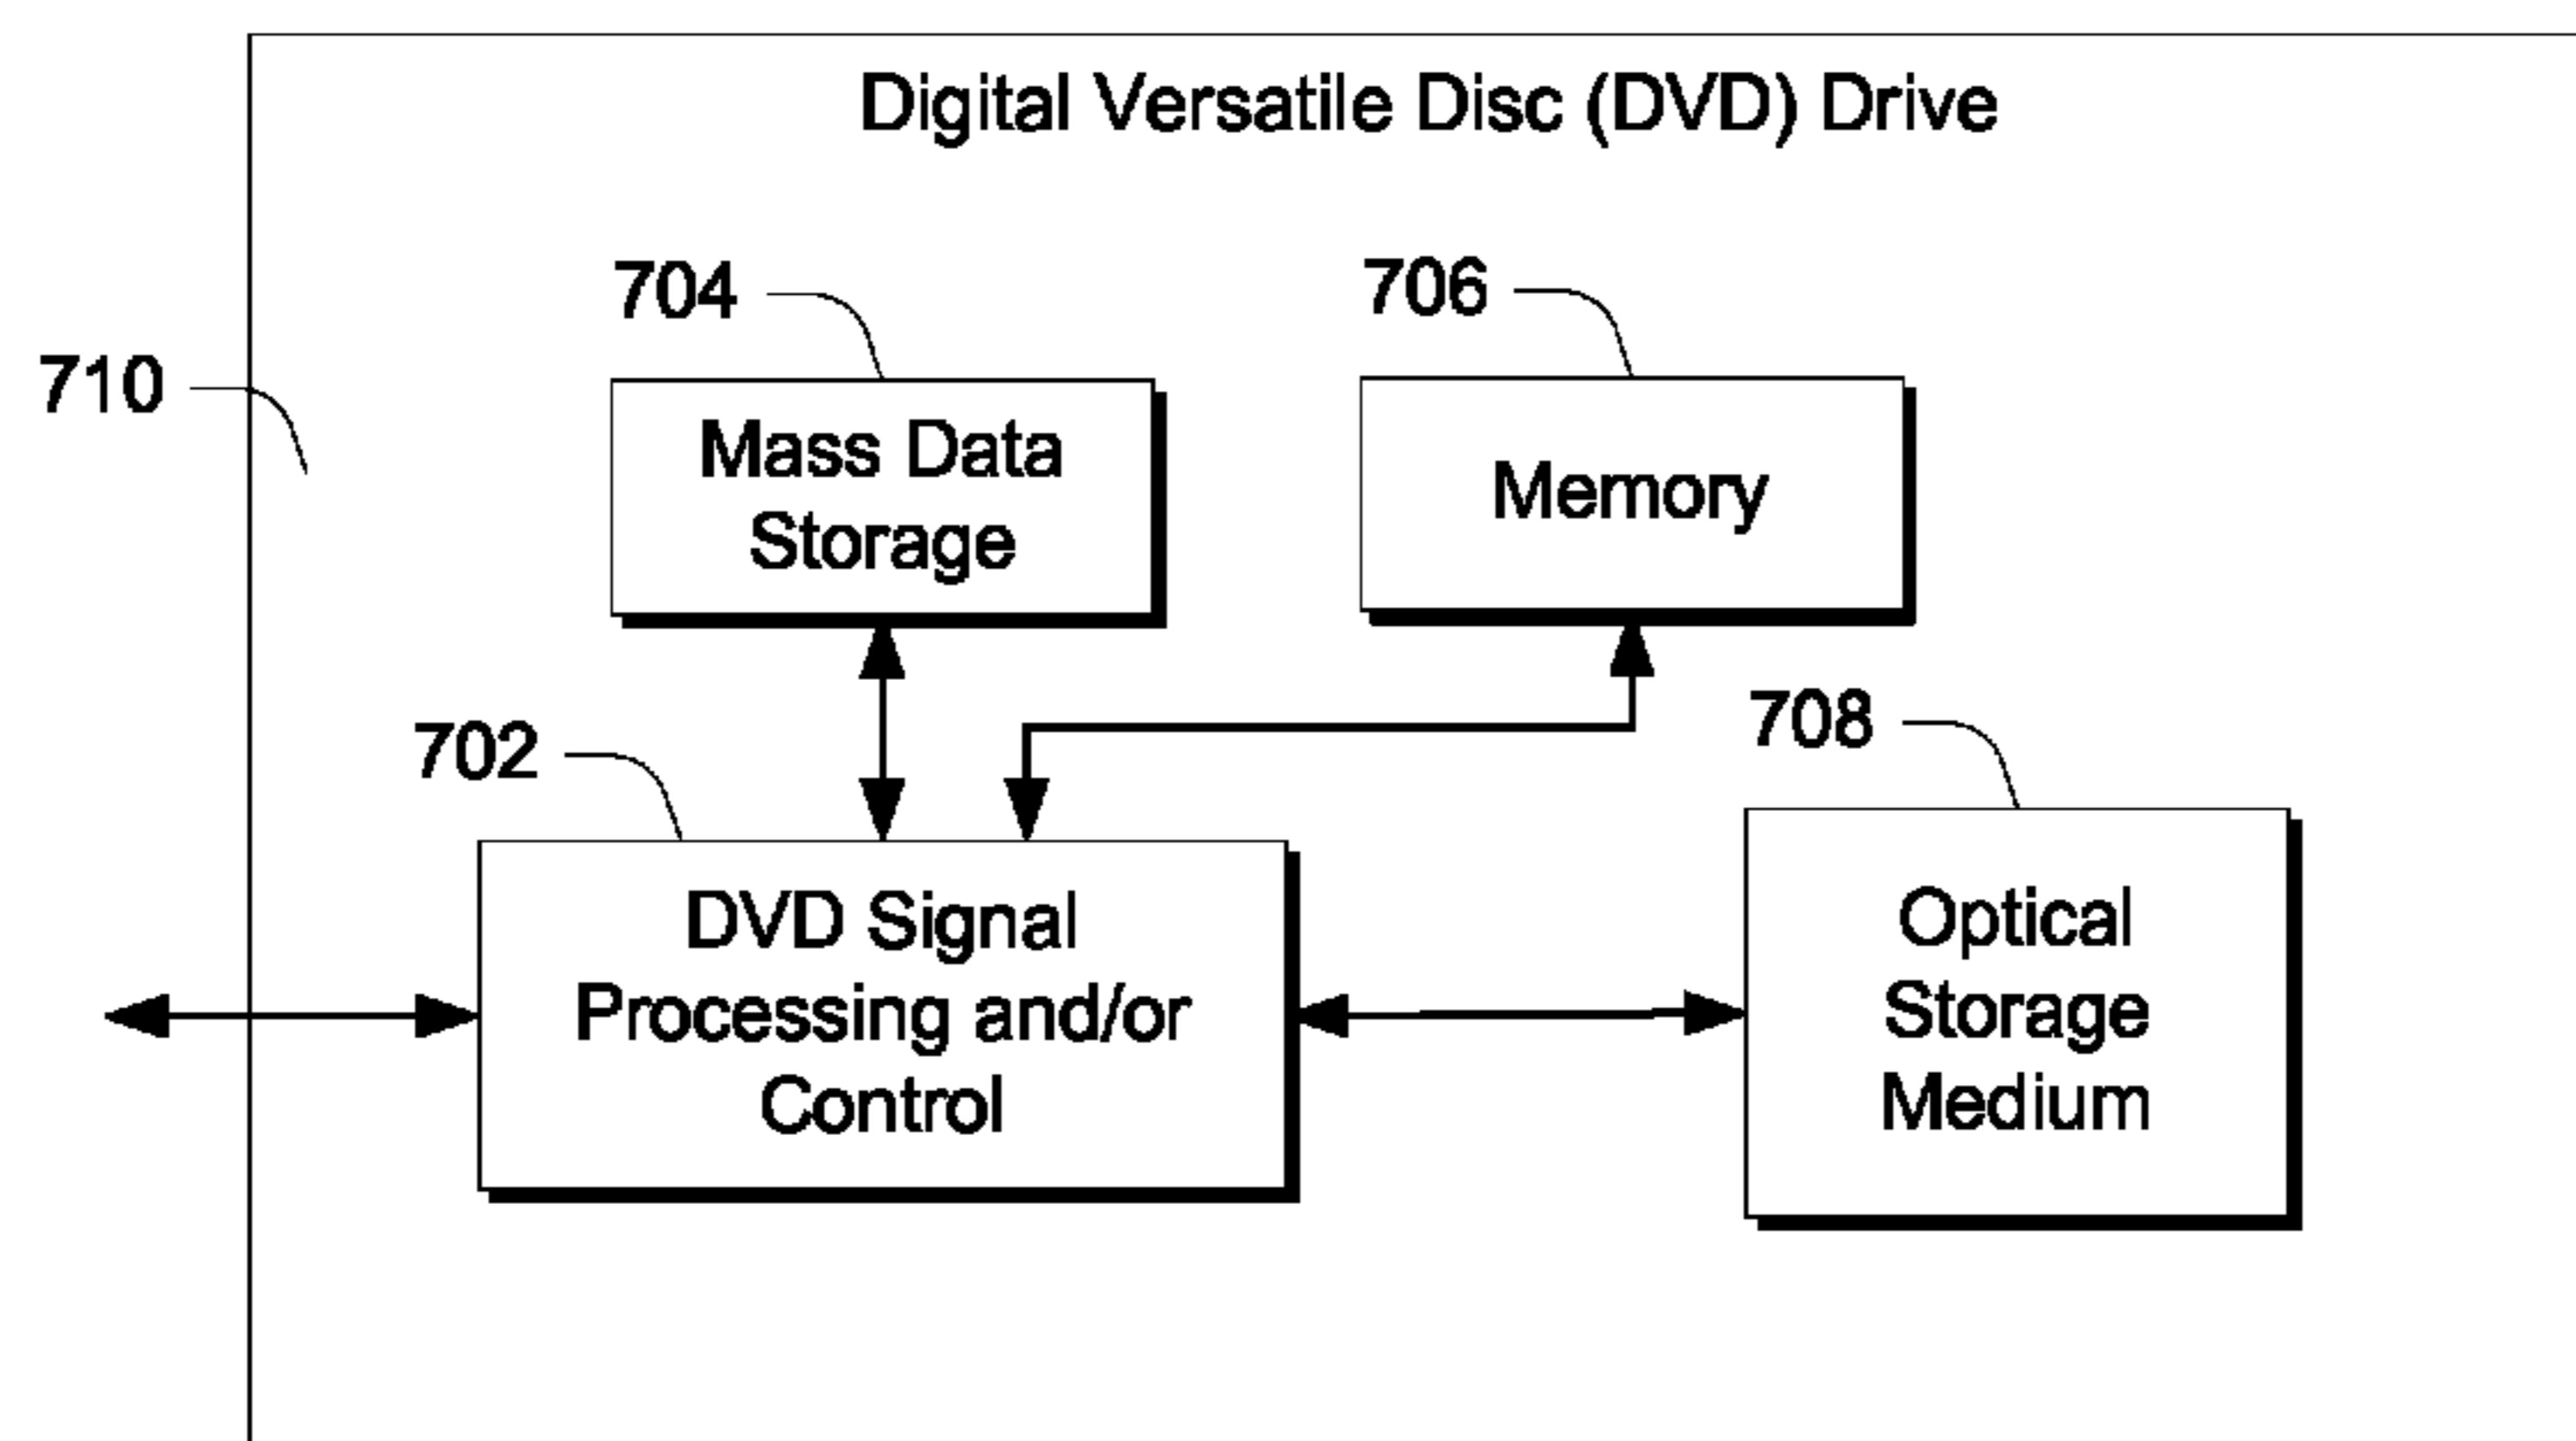 Digital Versatile Disc (DVD) Drive
704
706
710
Mass Data
Storage
Memory
702
708
DVD Signal
Processing and/or
Control
Optical
Storage
Medium